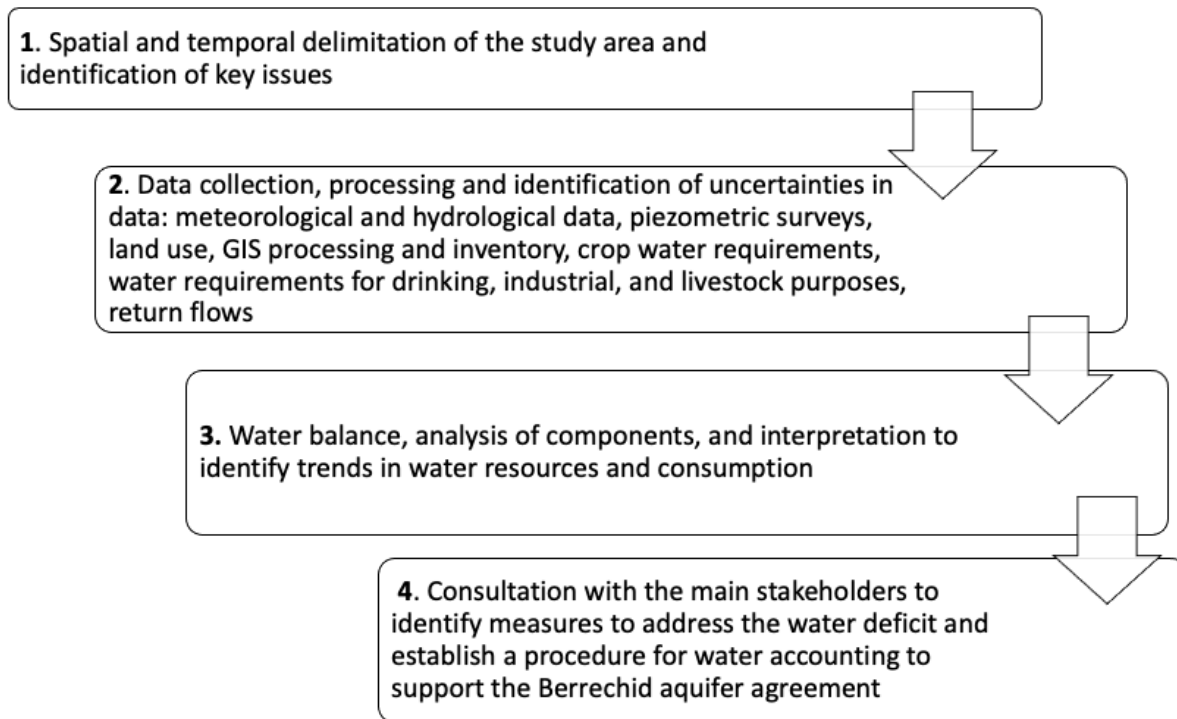 1. Spatial and temporal delimitation of the study area and
identification of key issues
2. Data collection, processing and identification of uncertainties in
data: meteorological and hydrological data, piezometric surveys,
land use, GIS processing and inventory, crop water requirements,
water requirements for drinking, industrial, and livestock purposes,
return flows
3. Water balance, analysis of components, and interpretation to
identify trends in water resources and consumption
4. Consultation with the main stakeholders to
identify measures to address the water deficit and
establish a procedure for water accounting to
support the Berrechid aquifer agreement